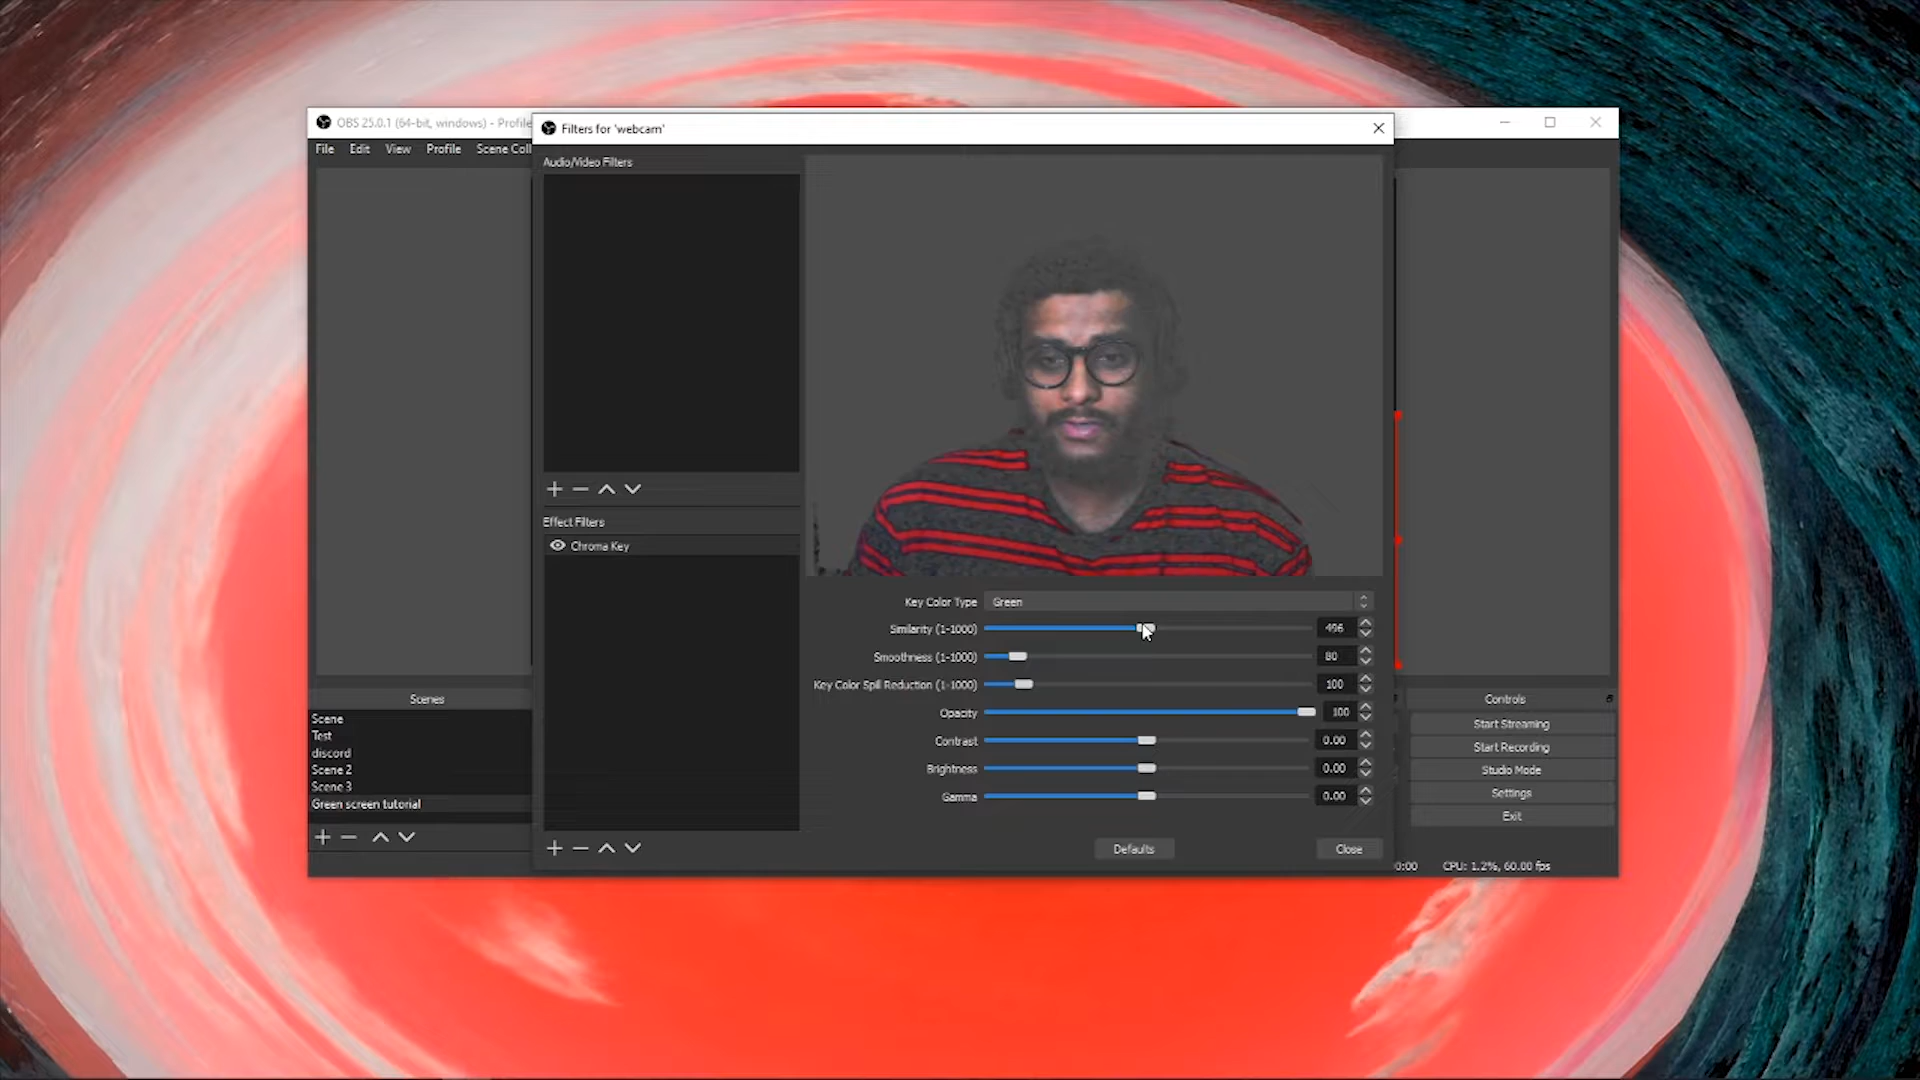 OBS 25.0.1 (64-bit, windows) - Profile
Filters for 'webcam'
File Edit View Profile Scene Coll
Audio/Video Filters
Effect Filters
Chroma Key
Key Color Type Green
Similarity (1-1000) 496
Smoothness (1-1000) 80
Key Color Spill Reduction (1-1000) 100
Opacity 100
Contrast 0.00
Brightness 0.00
Gamma 0.00
Defaults Close
Scenes
Scene
Test
discord
Scene 2
Scene 3
Green screen tutorial
Controls
Start Streaming
Start Recording
Studio Mode
Settings
Exit
0:00 CPU: 1.2%, 60.00 fps